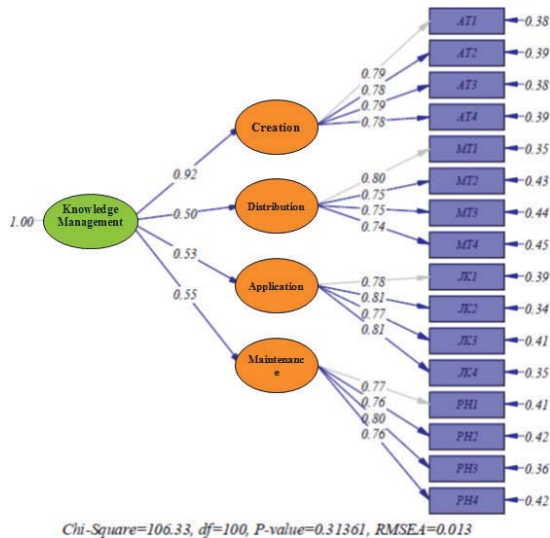 AT1
0.38
AT2
0.39
0.79
0.78
AT3
0.38
0.79
0.78
AT4
0.39
Creation
MT1
0.35
0.92
0.80
MT2
0.43
0.75
Knowledge
Management
1.00
0.50
Distribution
0.75
MT3
0.44
0.74
MT4
0.45
0.53
0.78
JK1
0.39
0.55
Application
0.81
JK2
0.34
0.77
0.81
JK3
0.41
JK4
0.35
Maintenanc
e
0.77
PH1
0.41
0.76
PH2
0.42
0.80
0.76
PH3
0.36
PH4
0.42
Chi-Square=106.33, df=100, P-value=0.31361, RMSEA=0.013